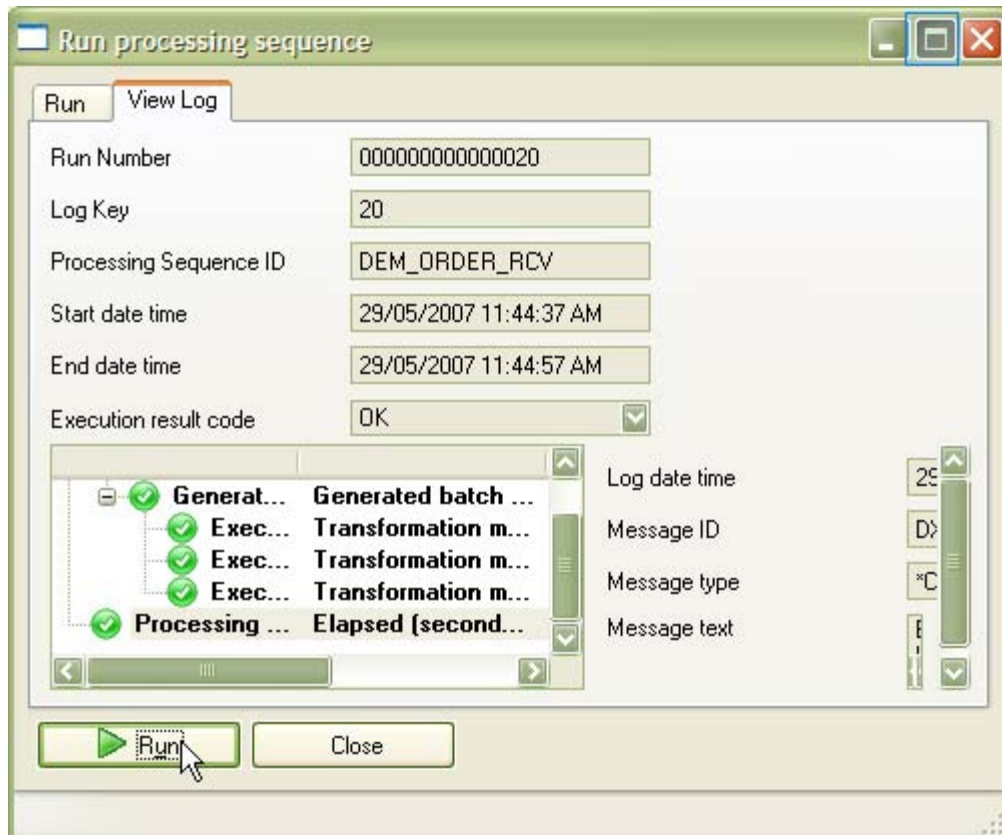 Run processing sequence
Run View Log
Run Number 000000000000020
Log Key 20
Processing Sequence ID DEM_ORDER_RCV
Start date time 29/05/2007 11:44:37 AM
End date time 29/05/2007 11:44:57 AM
Execution result code OK
Generat... Generated batch ...
Exec... Transformation m...
Exec... Transformation m...
Exec... Transformation m...
Processing ... Elapsed (second...
Log date time 29
Message ID
Message type *C
Message text
Run Close